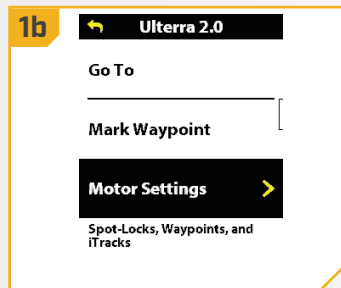 1b
Ulterra 2.0
Go To
Mark Waypoint
Motor Settings
Spot-Locks, Waypoints, and
iTracks